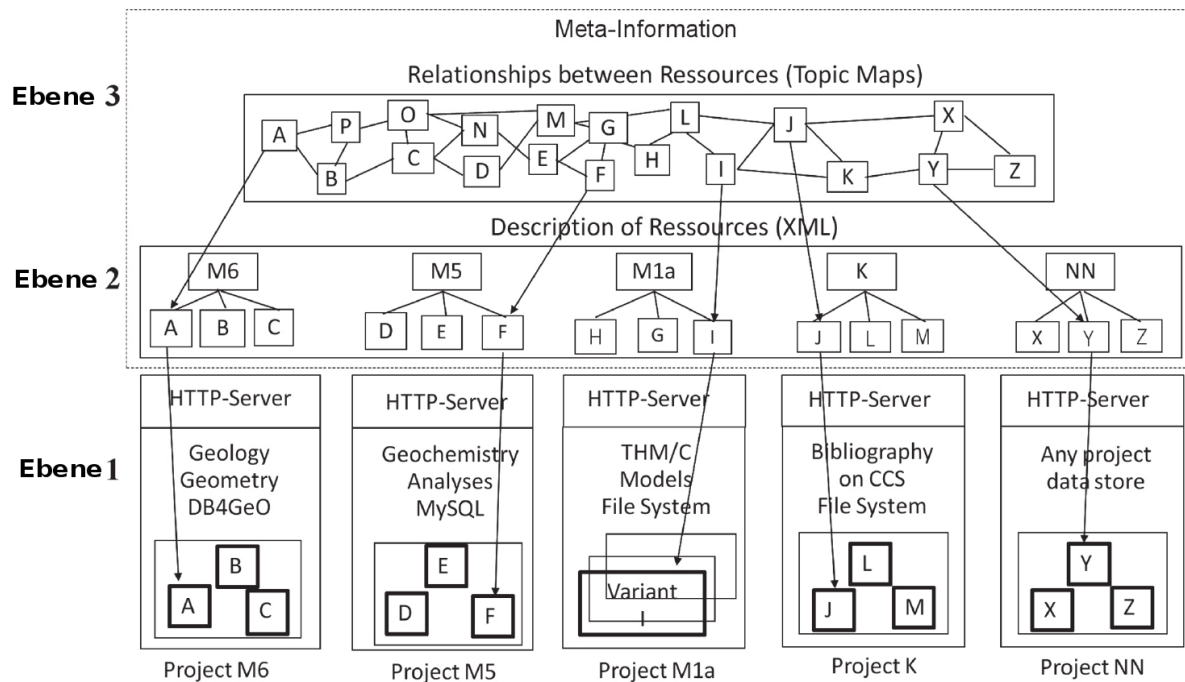 Meta-Information
Relationships between Ressources (Topic Maps)
Ebene 3
A P O N M G L J X
B C D E F H I K Y Z
Description of Ressources (XML)
Ebene 2
M6 M5 M1a K NN
A B C D E F H G I J L M X Y Z
HTTP-Server HTTP-Server HTTP-Server HTTP-Server HTTP-Server
Ebene 1
Geology
Geometry
DB4GeO
Geochemistry
Analyses
MySQL
THM/C
Models
File System
Bibliography
on CCS
File System
Any project
data store
B
A C
E
D F
Variant
I
L
J M
Y
X Z
Project M6 Project M5 Project M1a Project K Project NN